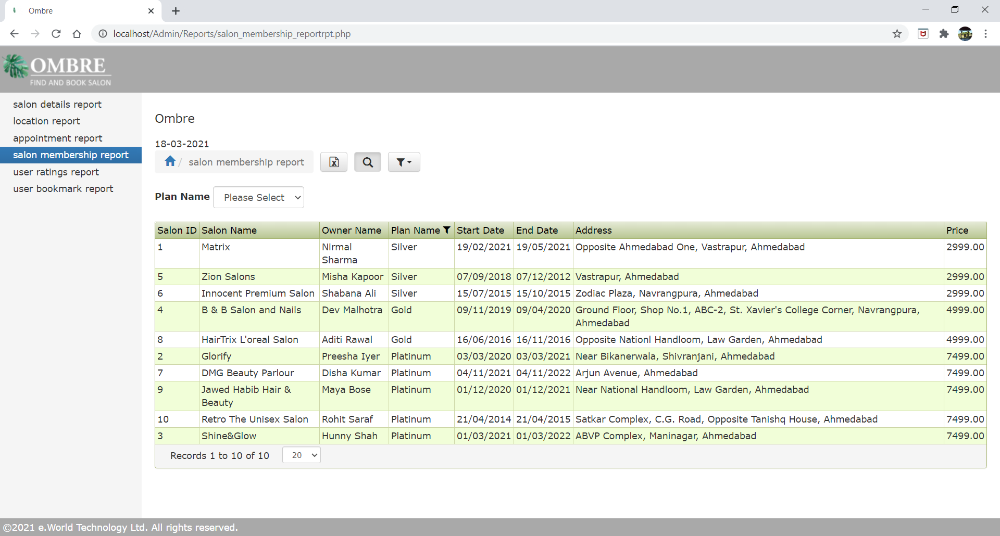 Ombre
localhost/Admin/Reports/salon_membership_reportrpt.php
OMBRE
FIND AND BOOK SALON
salon details report
location report
appointment report
salon membership report
user ratings report
user bookmark report
Ombre
18-03-2021
/ salon membership report
Plan Name Please Select
Salon ID Salon Name Owner Name Plan Name Start Date End Date Address Price
1 Matrix Nirmal Silver 19/02/2021 19/05/2021 Opposite Ahmedabad One, Vastrapur, Ahmedabad 2999.00
Sharma
5 Zion Salons Misha Kapoor Silver 07/09/2018 07/12/2012 Vastrapur, Ahmedabad 2999.00
6 Innocent Premium Salon Shabana Ali Silver 15/07/2015 15/10/2015 Zodiac Plaza, Navrangpura, Ahmedabad 2999.00
4 B & B Salon and Nails Dev Malhotra Gold 09/11/2019 09/04/2020 Ground Floor, Shop No.1, ABC-2, St. Xavier's College Corner, Navrangpura, 4999.00
Ahmedabad
8 HairTrix L'oreal Salon Aditi Rawal Gold 16/06/2016 16/11/2016 Opposite Nationl Handloom, Law Garden, Ahmedabad 4999.00
2 Glorify Preesha Iyer Platinum 03/03/2020 03/03/2021 Near Bikanerwala, Shivranjani, Ahmedabad 7499.00
7 DMG Beauty Parlour Disha Kumar Platinum 04/11/2021 04/11/2022 Arjun Avenue, Ahmedabad 7499.00
9 Jawed Habib Hair & Maya Bose Platinum 01/12/2020 01/12/2021 Near National Handloom, Law Garden, Ahmedabad 7499.00
Beauty
10 Retro The Unisex Salon Rohit Saraf Platinum 21/04/2014 21/04/2015 Satkar Complex, C.G. Road, Opposite Tanishq House, Ahmedabad 7499.00
3 Shine&Glow Hunny Shah Platinum 01/03/2021 01/03/2022 ABVP Complex, Maninagar, Ahmedabad 7499.00
Records 1 to 10 of 10 20
©2021 e.World Technology Ltd. All rights reserved.